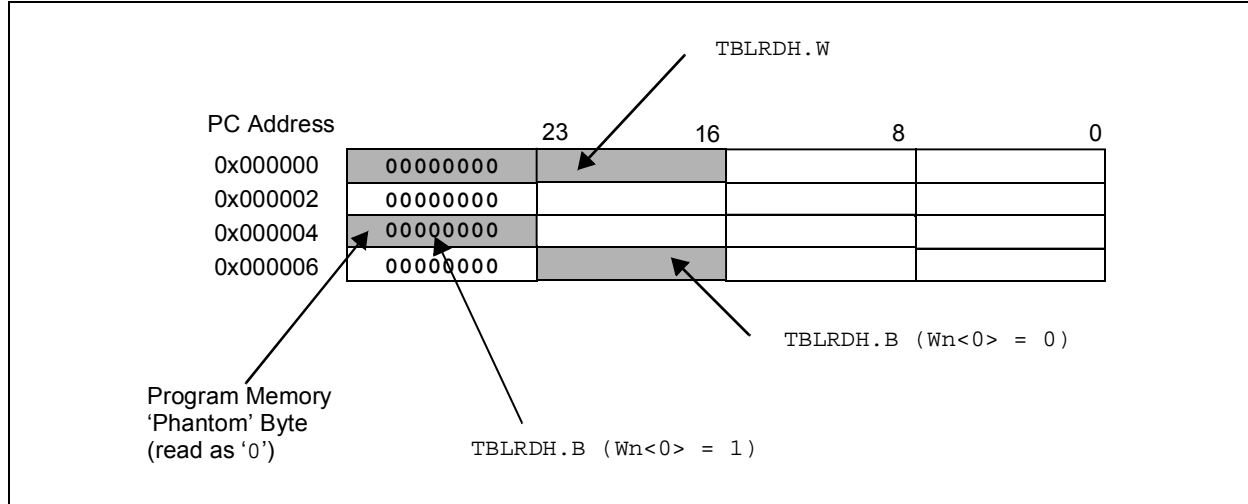 TBLRDH.W
PC Address
23 16 8 0
0x000000 00000000
0x000002 00000000
0x000004 00000000
0x000006 00000000
TBLRDH.B (Wn<0> = 0)
Program Memory
‘Phantom’ Byte
(read as ‘0’)
TBLRDH.B (Wn<0> = 1)